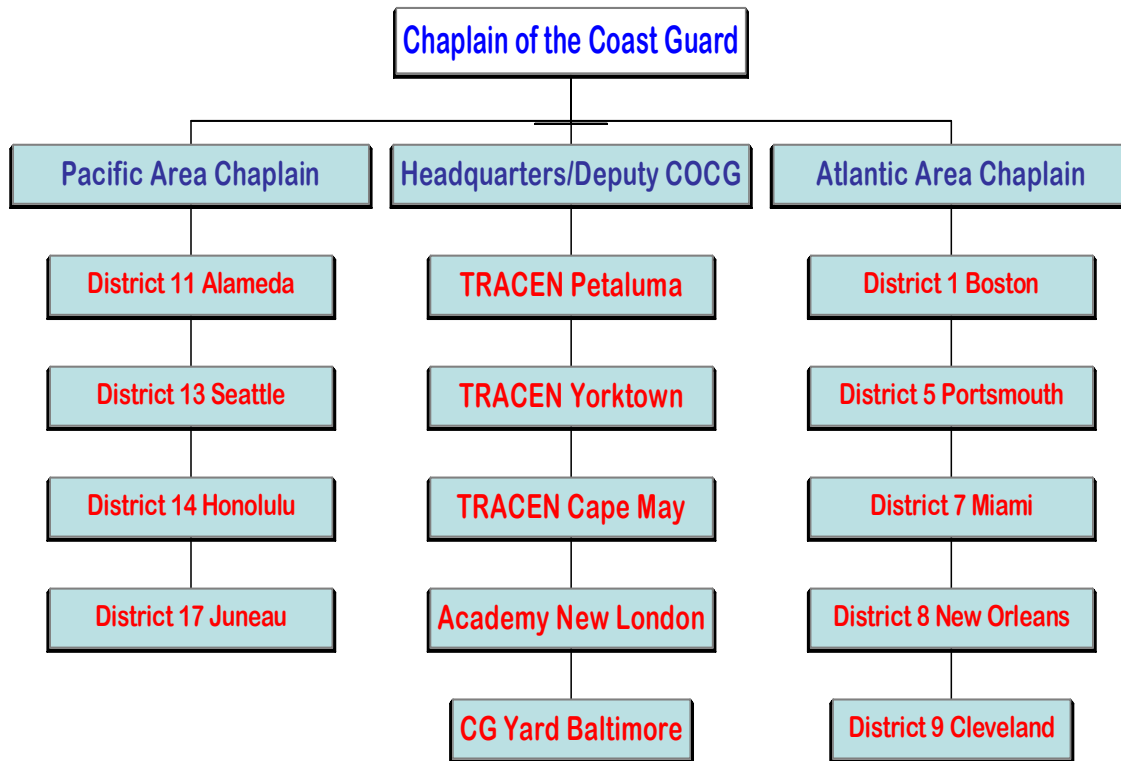 Chaplain of the Coast Guard
Pacific Area Chaplain
Headquarters/Deputy COCG
Atlantic Area Chaplain
District 11 Alameda
TRACEN Petaluma
District 1 Boston
District 13 Seattle
TRACEN Yorktown
District 5 Portsmouth
District 14 Honolulu
TRACEN Cape May
District 7 Miami
District 17 Juneau
Academy New London
District 8 New Orleans
CG Yard Baltimore
District 9 Cleveland